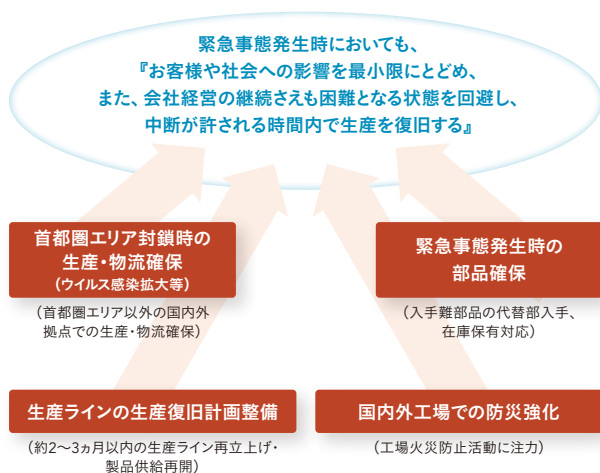 緊急事態発生時においても、
『お客様や社会への影響を最小限にとどめ、
また、会社経営の継続さえも困難となる状態を回避し、
中断が許される時間内で生産を復旧する』
首都圏エリア封鎖時の
生産・物流確保
(ウイルス感染拡大等)
(首都圏エリア以外の国内外
拠点での生産・物流確保)
緊急事態発生時の
部品確保
(入手難部品の代替部入手、
在庫保有対応)
生産ラインの生産復旧計画整備
(約2〜3ヵ月以内の生産ライン再立上げ・
製品供給再開)
国内外工場での防災強化
(工場火災防止活動に注力)